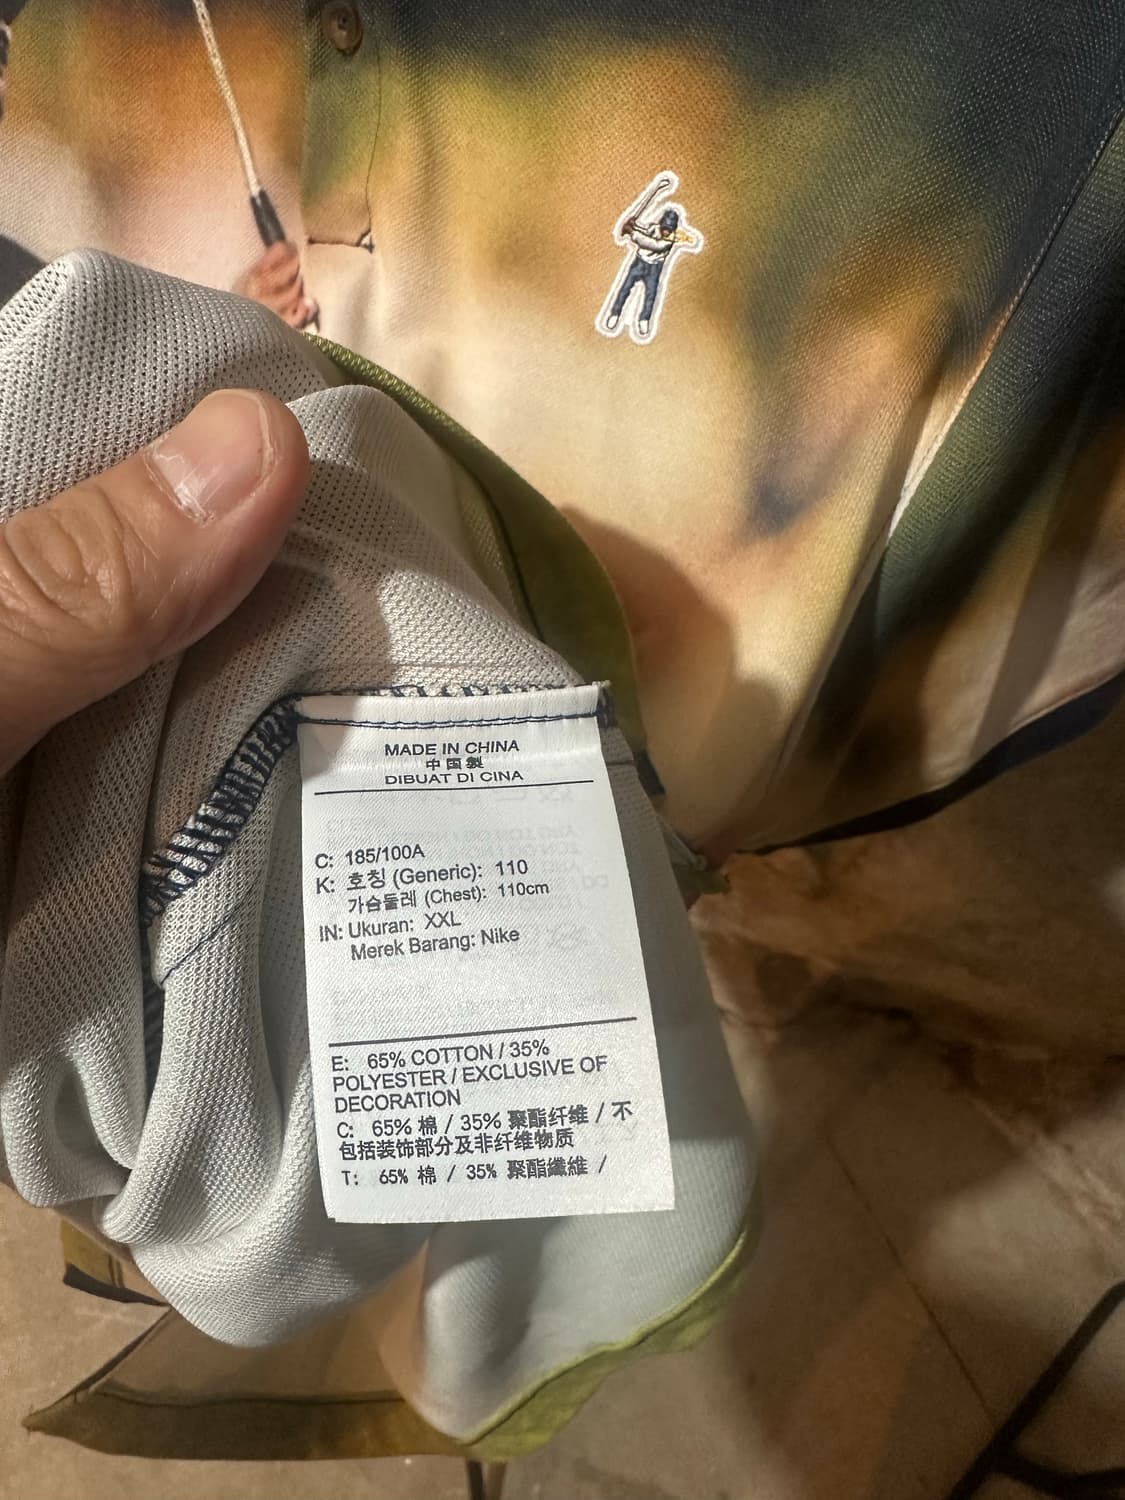 MADE IN CHINA
中国製
DIBUAT DI CINA
C: 185/100A
K: 호칭 (Generic): 110
가슴둘레 (Chest): 110cm
IN: Ukuran: XXL
Merek Barang: Nike
E: 65% COTTON / 35%
POLYESTER / EXCLUSIVE OF
DECORATION
C: 65% 棉 / 35% 聚酯纤维 / 不
包括装饰部分及非纤维物质
T: 65% 棉 / 35% 聚酯纖維 /